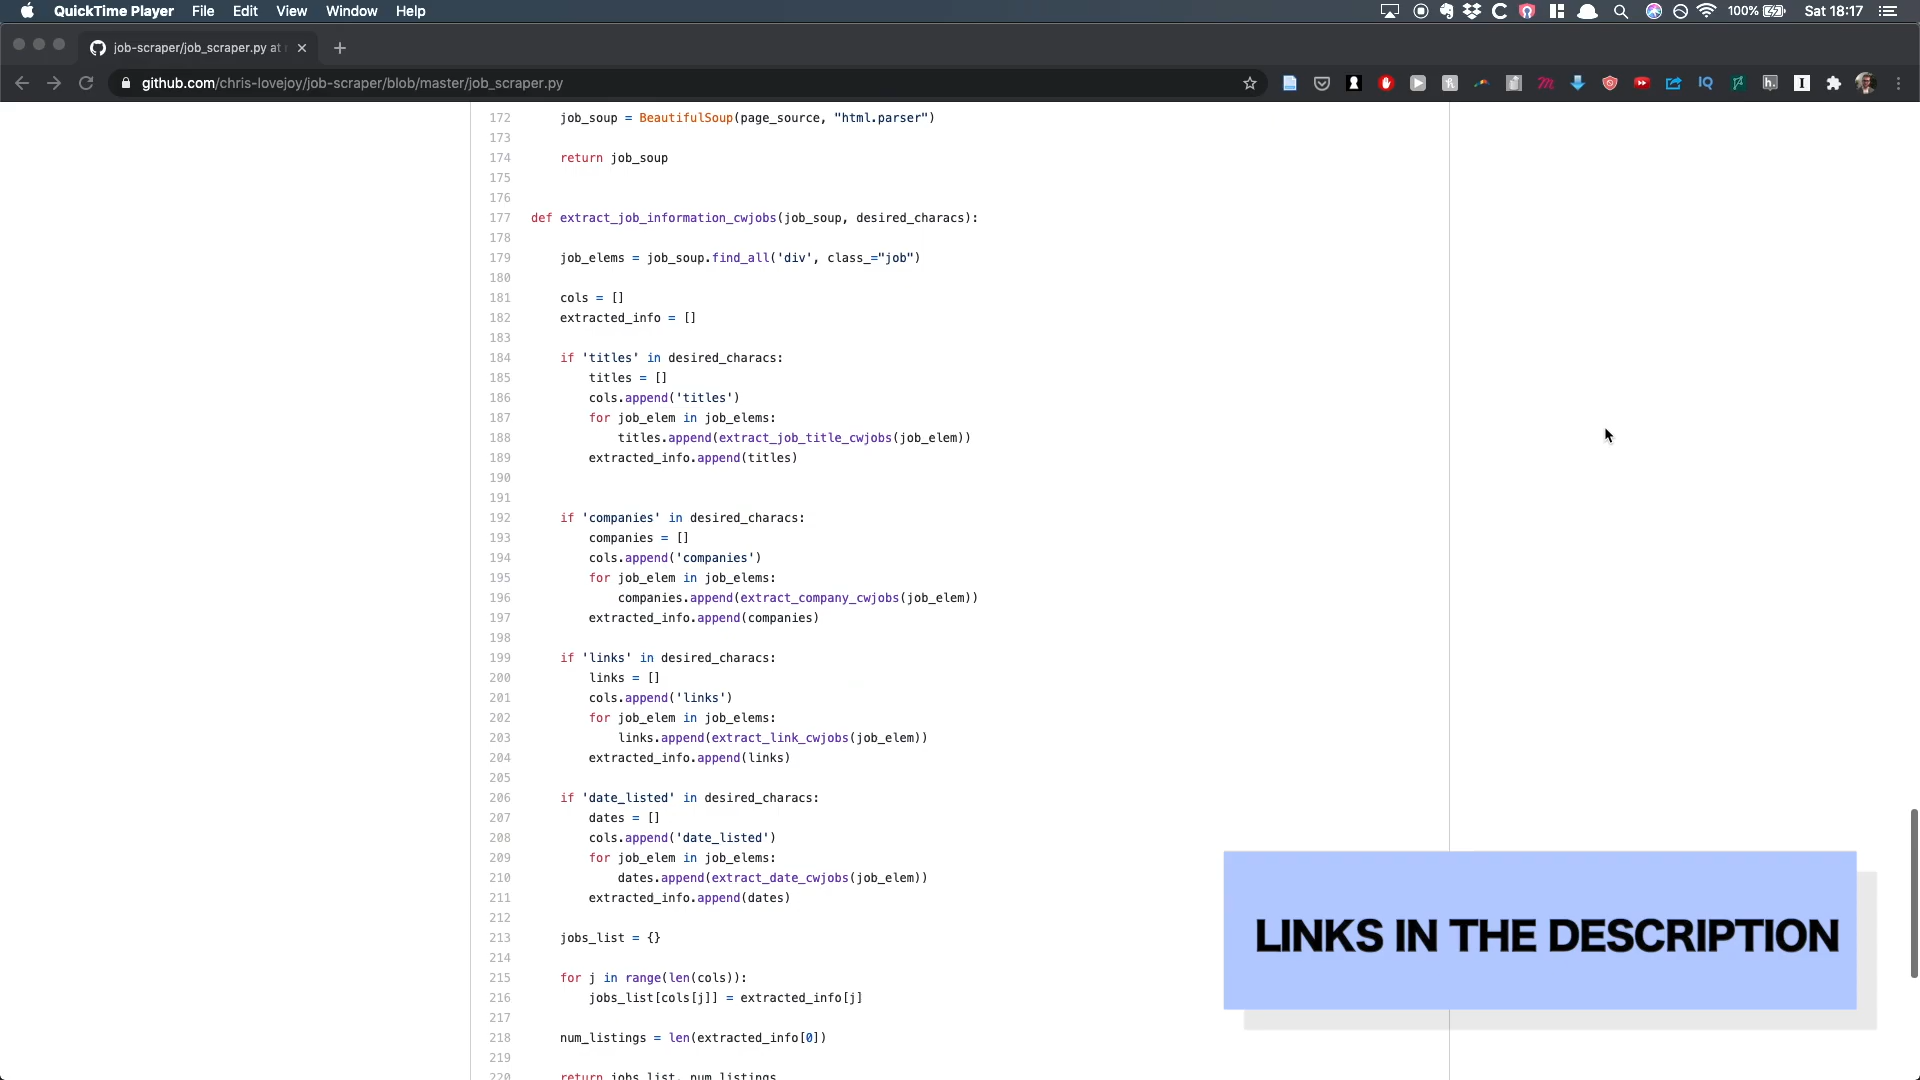 QuickTime Player File Edit View Window Help 100% Sat 18:17
job-scraper/job_scraper.py at
github.com/chris-lovejoy/job-scraper/blob/master/job_scraper.py
172 job_soup = BeautifulSoup(page_source, "html.parser")
173
174 return job_soup
175
176
177 def extract_job_information_cwjobs(job_soup, desired_characs):
178
179 job_elems = job_soup.find_all('div', class_="job")
180
181 cols = []
182 extracted_info = []
183
184 if 'titles' in desired_characs:
185 titles = []
186 cols.append('titles')
187 for job_elem in job_elems:
188 titles.append(extract_job_title_cwjobs(job_elem))
189 extracted_info.append(titles)
190
191
192 if 'companies' in desired_characs:
193 companies = []
194 cols.append('companies')
195 for job_elem in job_elems:
196 companies.append(extract_company_cwjobs(job_elem))
197 extracted_info.append(companies)
198
199 if 'links' in desired_characs:
200 links = []
201 cols.append('links')
202 for job_elem in job_elems:
203 links.append(extract_link_cwjobs(job_elem))
204 extracted_info.append(links)
205
206 if 'date_listed' in desired_characs:
207 dates = []
208 cols.append('date_listed')
209 for job_elem in job_elems:
210 dates.append(extract_date_cwjobs(job_elem))
211 extracted_info.append(dates)
212
213 jobs_list = {}
214
215 for j in range(len(cols)):
216 jobs_list[cols[j]] = extracted_info[j]
217
218 num_listings = len(extracted_info[0])
219
220 return jobs_list, num_listings
LINKS IN THE DESCRIPTION